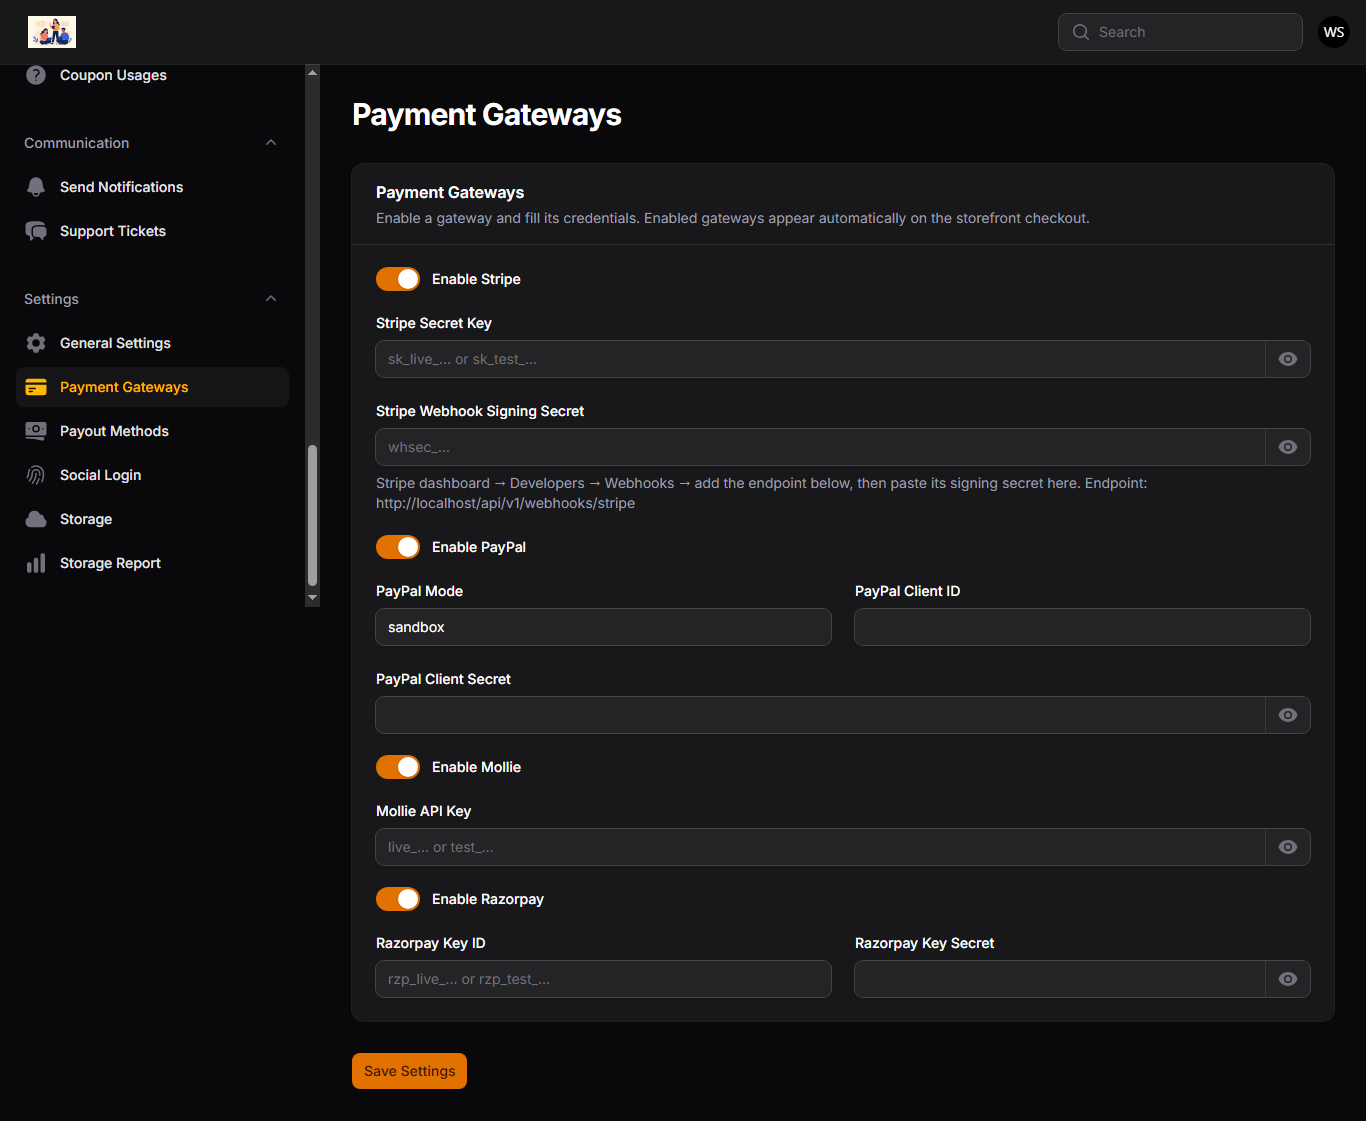 Search
WS
Coupon Usages
Communication
Send Notifications
Support Tickets
Settings
General Settings
Payment Gateways
Payout Methods
Social Login
Storage
Storage Report
Payment Gateways
Payment Gateways
Enable a gateway and fill its credentials. Enabled gateways appear automatically on the storefront checkout.
Enable Stripe
Stripe Secret Key
sk_live_... or sk_test_...
Stripe Webhook Signing Secret
whsec_...
Stripe dashboard → Developers → Webhooks → add the endpoint below, then paste its signing secret here. Endpoint:
http://localhost/api/v1/webhooks/stripe
Enable PayPal
PayPal Mode
PayPal Client ID
sandbox
PayPal Client Secret
Enable Mollie
Mollie API Key
live_... or test_...
Enable Razorpay
Razorpay Key ID
Razorpay Key Secret
rzp_live_... or rzp_test_...
Save Settings